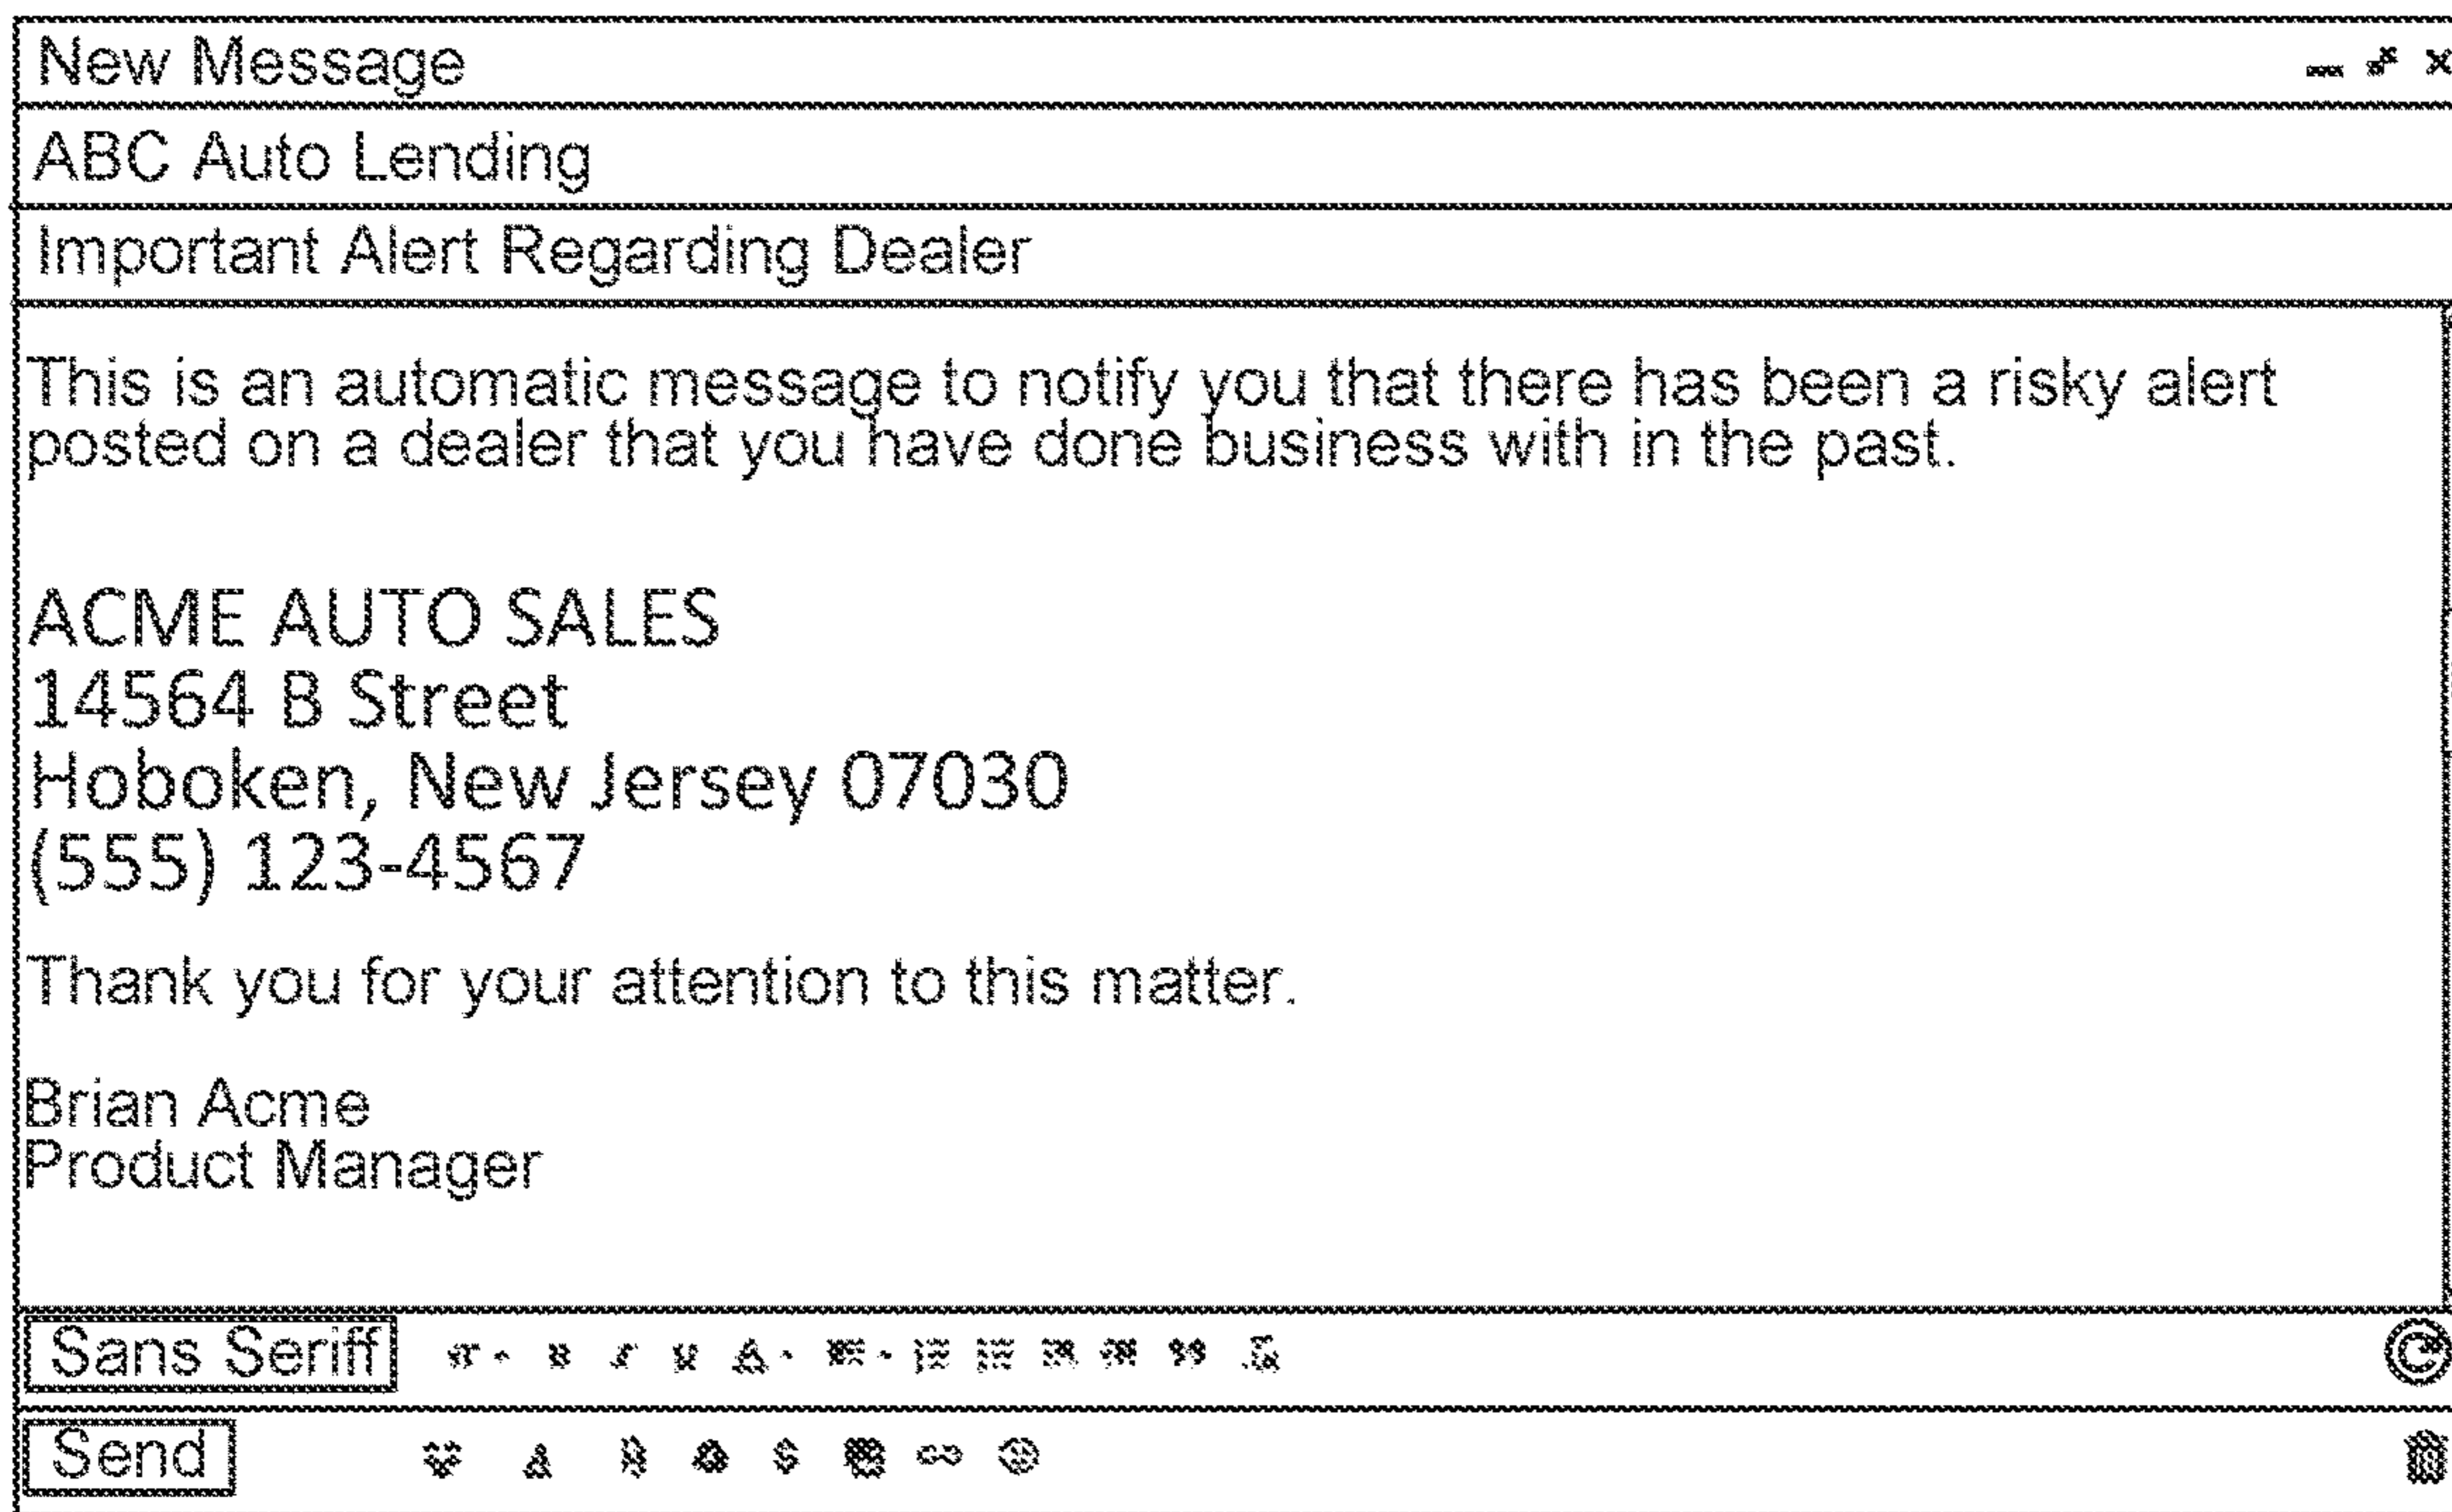 New Message
ABC Auto Lending
Important Alert Regarding Dealer
This is an automatic message to notify you that there has been a risky alert
posted on a dealer that you have done business with in the past.
ACME AUTO SALES
14564 B Street
Hoboken, New Jersey 07030
(555) 123-4567
Thank you for your attention to this matter.
Brian Acme
Product Manager
Sans Seriff
Send